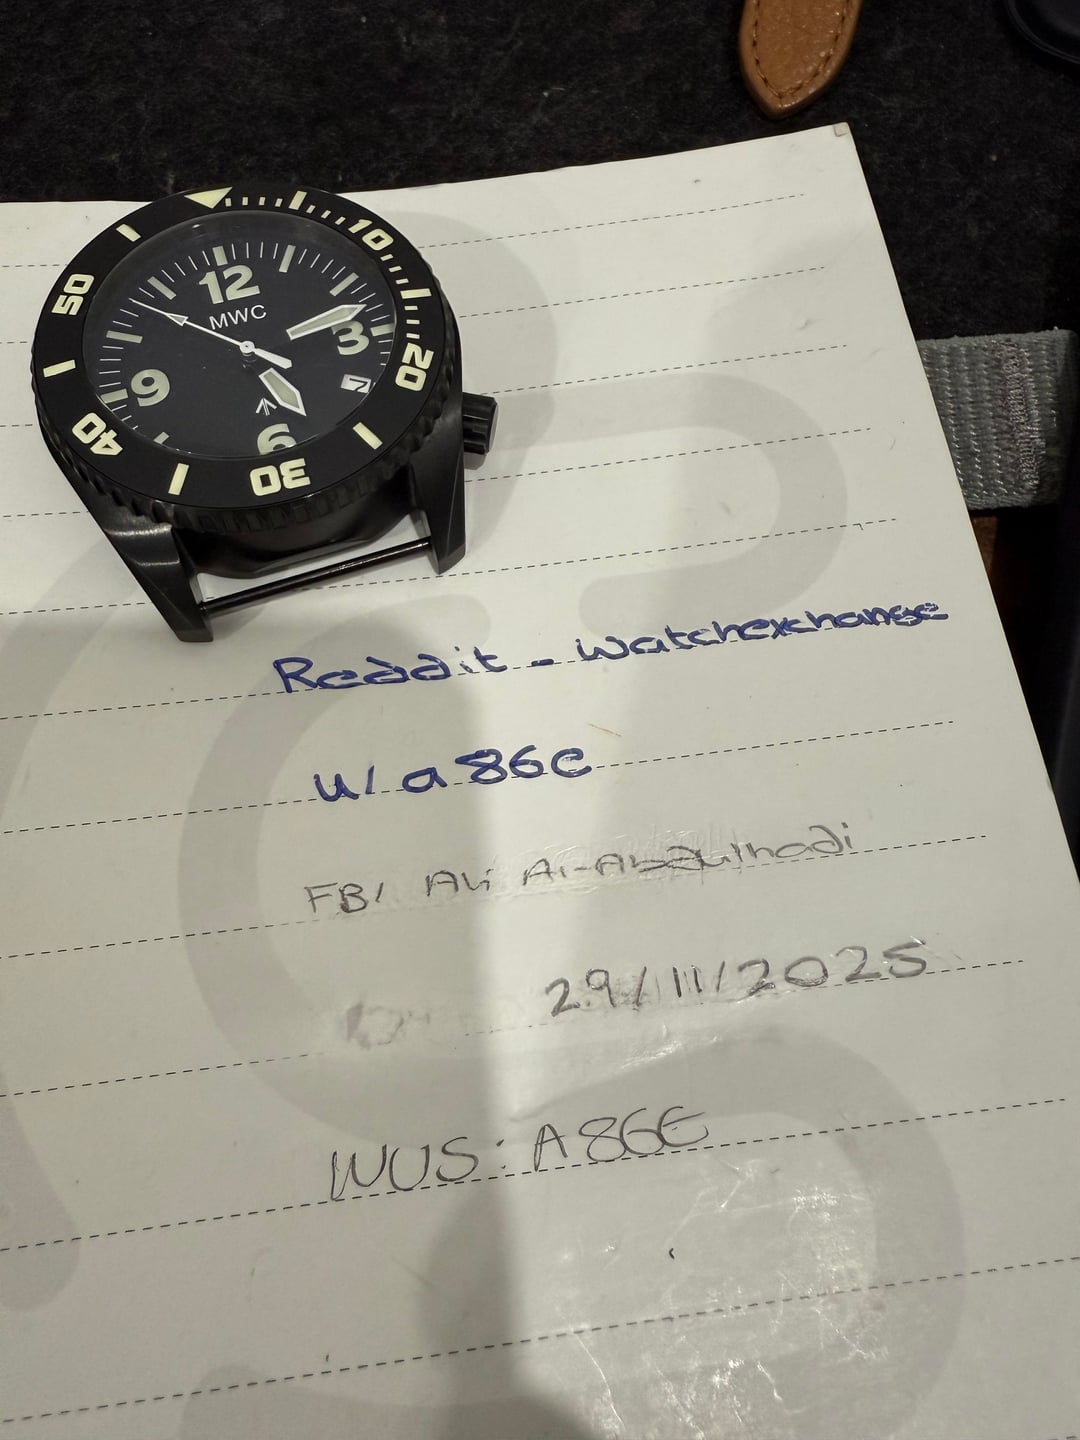 10
20
30
40
50
12
3
6
9
MWC
7
Reddit - Watchexchange
u/ a86e
FB/ Ali Al-Abdulhadi
29/11/2025
WUS: A86E